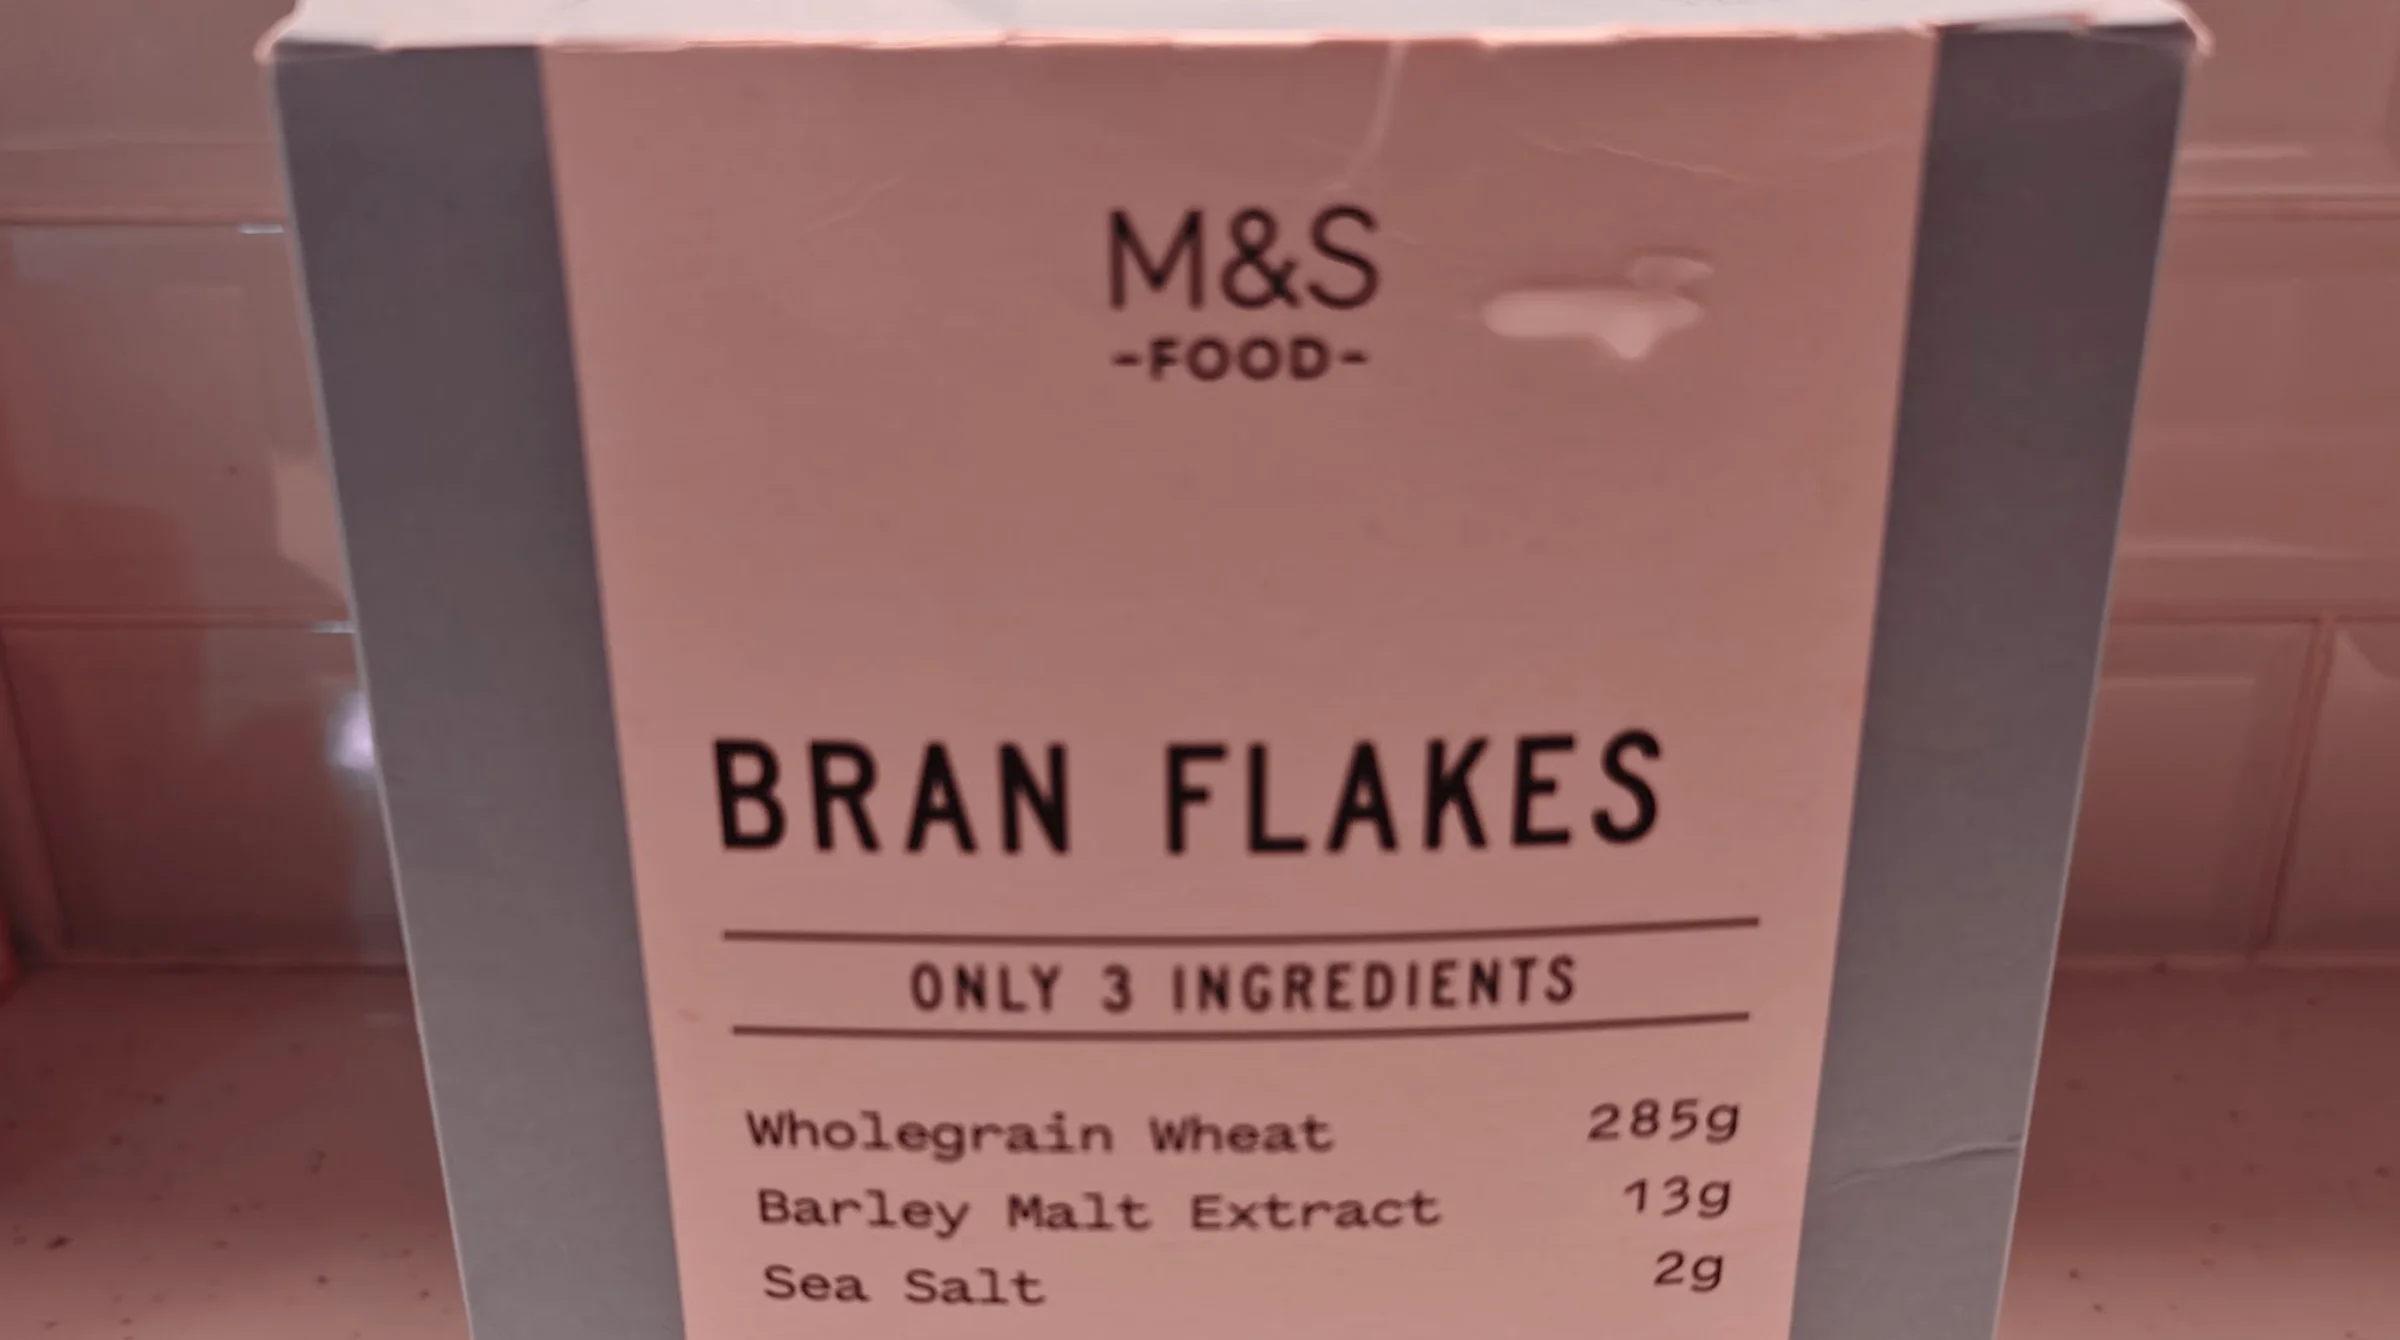 M&S
-FOOD-
BRAN FLAKES
ONLY 3 INGREDIENTS
Wholegrain Wheat 285g
Barley Malt Extract 13g
Sea Salt 2g